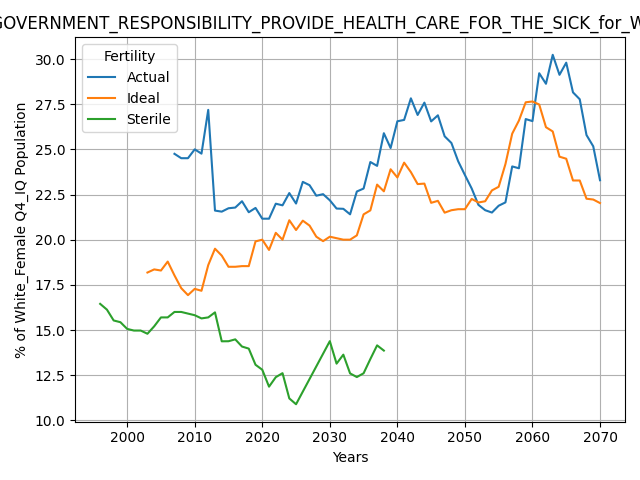 GOVERNMENT_RESPONSIBILITY_PROVIDE_HEALTH_CARE_FOR_THE_SICK_for_W
Fertility
Actual
Ideal
Sterile
30.0
27.5
25.0
22.5
20.0
17.5
15.0
12.5
10.0
% of White_Female Q4_IQ Population
2000
2010
2020
2030
2040
2050
2060
2070
Years